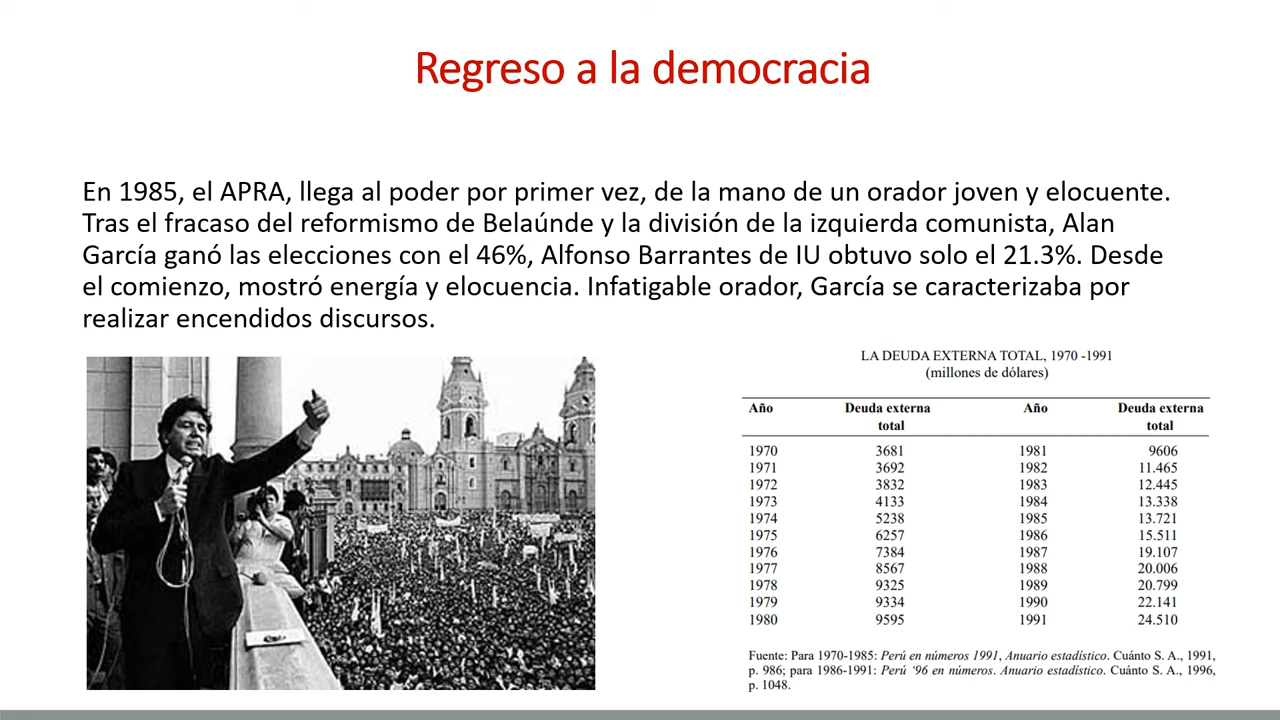 Regreso a la democracia
En 1985, el APRA, llega al poder por primer vez, de la mano de un orador joven y elocuente.
Tras el fracaso del reformismo de Belaúnde y la división de la izquierda comunista, Alan
García ganó las elecciones con el 46%, Alfonso Barrantes de IU obtuvo solo el 21.3%. Desde
el comienzo, mostró energía y elocuencia. Infatigable orador, García se caracterizaba por
realizar encendidos discursos.
LA DEUDA EXTERNA TOTAL, 1970 -1991
(millones de dólares)
Año Deuda externa Año Deuda externa
total total
1970 3681 1981 9606
1971 3692 1982 11.465
1972 3832 1983 12.445
1973 4133 1984 13.338
1974 5238 1985 13.721
1975 6257 1986 15.511
1976 7384 1987 19.107
1977 8567 1988 20.006
1978 9325 1989 20.799
1979 9334 1990 22.141
1980 9595 1991 24.510
Fuente: Para 1970-1985: Perú en números 1991, Anuario estadístico. Cuánto S. A., 1991,
p. 986; para 1986-1991: Perú ‘96 en números. Anuario estadístico. Cuánto S. A., 1996,
p. 1048.